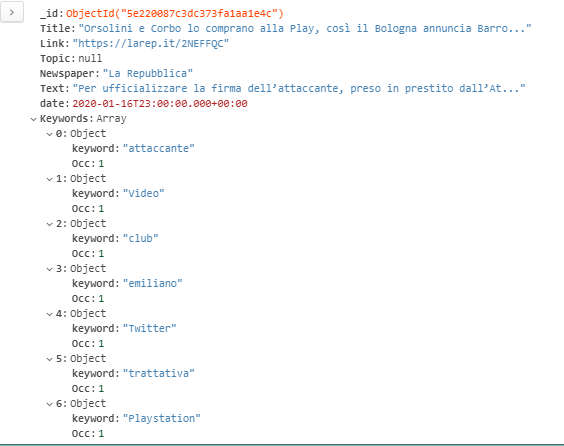 _id: ObjectId("5e220087c3dc373fa1aa1e4c")
Title: "Orsolini e Corbo lo comprano alla Play, così il Bologna annuncia Barro..."
Link: "https://larep.it/2NEFFQC"
Topic: null
Newspaper: "La Repubblica"
Text: "Per ufficializzare la firma dell’attaccante, preso in prestito dall’At..."
date: 2020-01-16T23:00:00.000+00:00
Keywords: Array
0: Object
keyword: "attaccante"
Occ: 1
1: Object
keyword: "Video"
Occ: 1
2: Object
keyword: "club"
Occ: 1
3: Object
keyword: "emiliano"
Occ: 1
4: Object
keyword: "Twitter"
Occ: 1
5: Object
keyword: "trattativa"
Occ: 1
6: Object
keyword: "Playstation"
Occ: 1